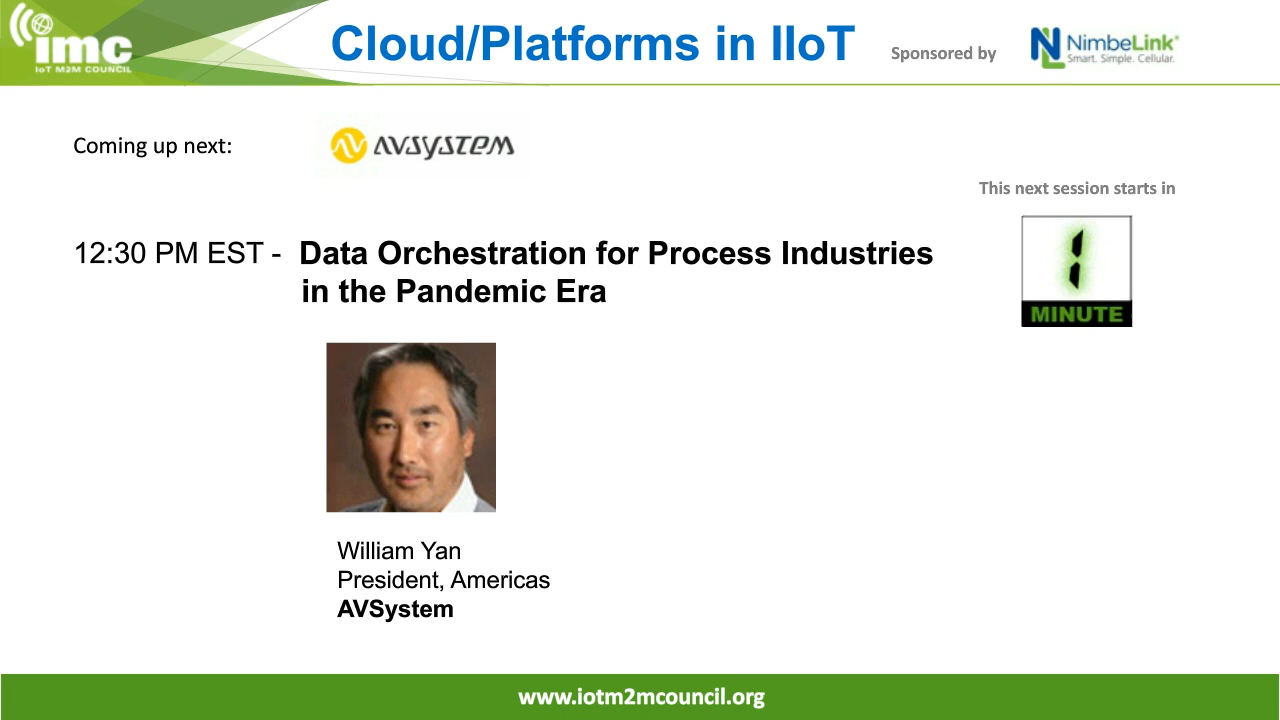 imc
IoT M2M COUNCIL
Cloud/Platforms in IIoT
Sponsored by
NimbeLink®
Smart. Simple. Cellular.
Coming up next:
AVSYSTEM
This next session starts in
1
MINUTE
12:30 PM EST - Data Orchestration for Process Industries
in the Pandemic Era
William Yan
President, Americas
AVSystem
www.iotm2mcouncil.org